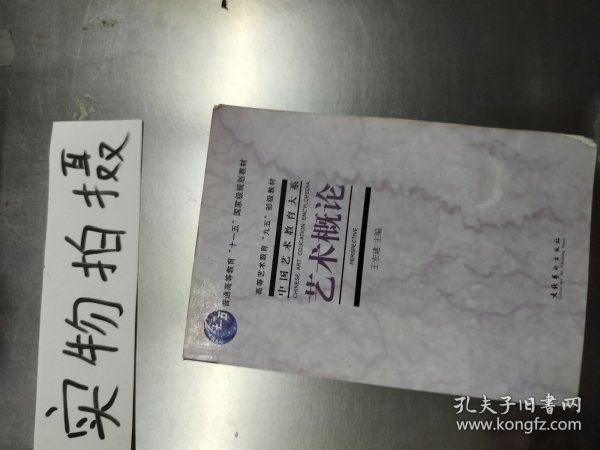 实物拍摄
普通高等教育“十一五”国家级规划教材
高等艺术教育“九五”部级教材
中国艺术教育大系
CHINESE ART EDUCATION ENCYCLOPEDIA
艺术概论
PERSPECTIVE
王宏建 主编
文化艺术出版社
孔夫子旧书网
www.kongfz.com